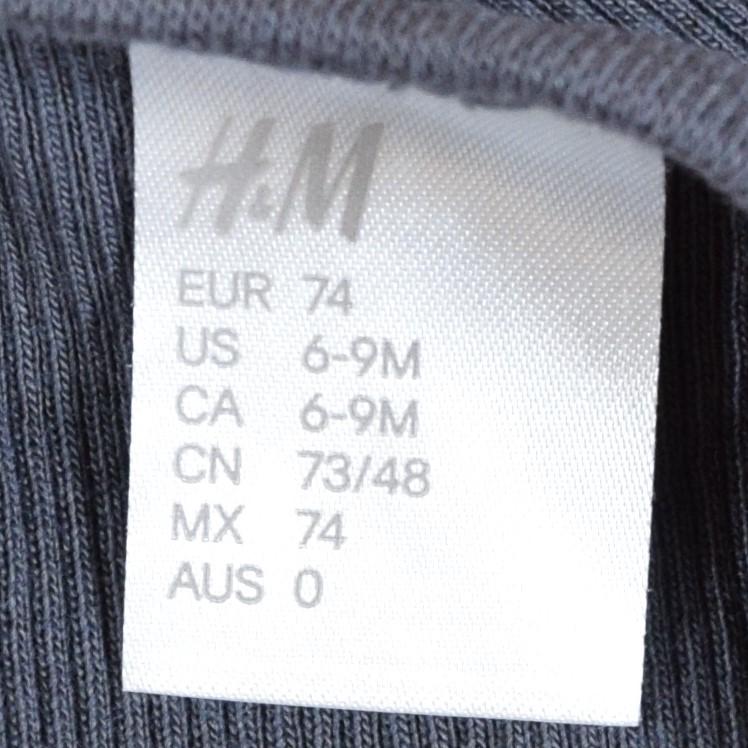 H&M
EUR 74
US 6-9M
CA 6-9M
CN 73/48
MX 74
AUS 0